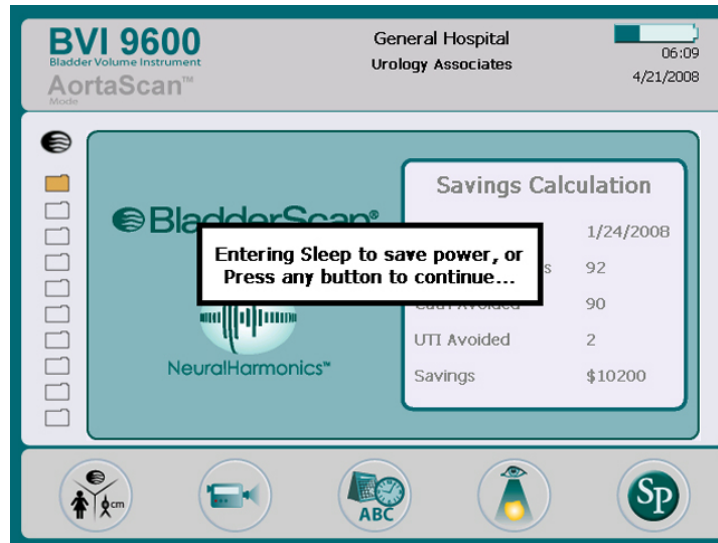 BVI 9600
Bladder Volume Instrument
AortaScan™
Mode
General Hospital
Urology Associates
06:09
4/21/2008
Savings Calculation
1/24/2008
s 92
90
UTI Avoided 2
Savings $10200
Entering Sleep to save power, or
Press any button to continue...
NeuralHarmonics™
cm
ABC
SP